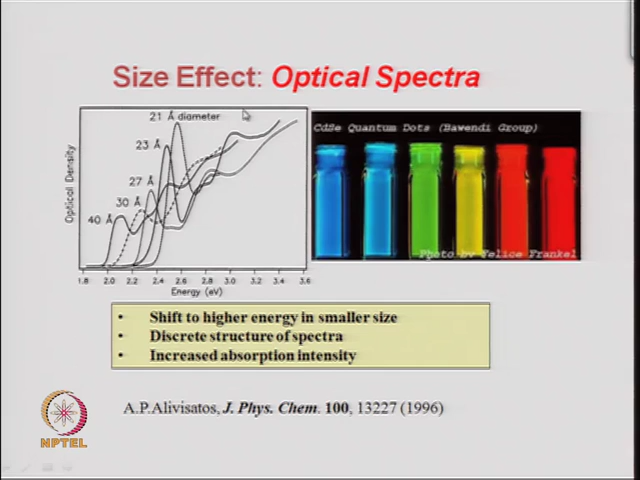 Size Effect: Optical Spectra
21 Å diameter
23 Å
27 Å
30 Å
40 Å
Optical Density
1.8 2.0 2.2 2.4 2.6 2.8 3.0 3.2 3.4 3.6
Energy (eV)
CdSe Quantum Dots (Bawendi Group)
Photo by Felice Frankel
• Shift to higher energy in smaller size
• Discrete structure of spectra
• Increased absorption intensity
A.P.Alivisatos, J. Phys. Chem. 100, 13227 (1996)
NPTEL